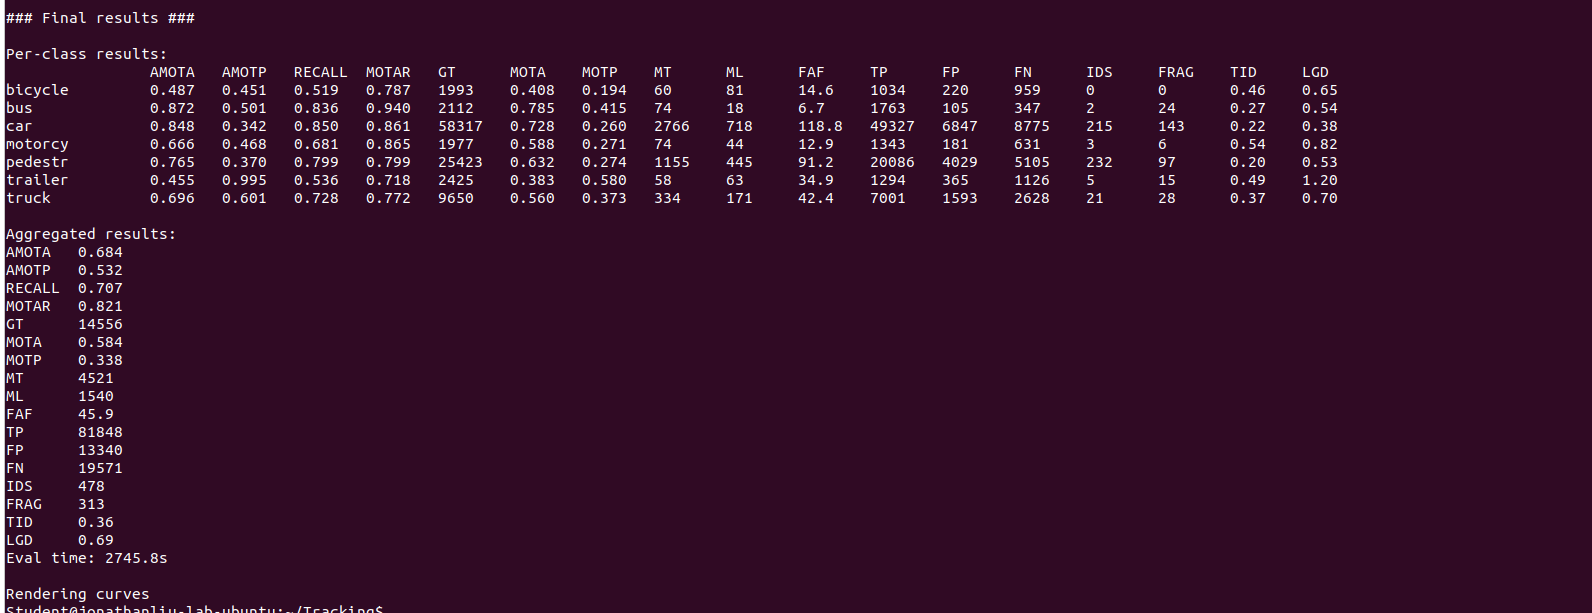 ### Final results ###
Per-class results:
AMOTA AMOTP RECALL MOTAR GT MOTA MOTP MT ML FAF TP FP FN IDS FRAG TID LGD
bicycle 0.487 0.451 0.519 0.787 1993 0.408 0.194 60 81 14.6 1034 220 959 0 0 0.46 0.65
bus 0.872 0.501 0.836 0.940 2112 0.785 0.415 74 18 6.7 1763 105 347 2 24 0.27 0.54
car 0.848 0.342 0.850 0.861 58317 0.728 0.260 2766 718 118.8 49327 6847 8775 215 143 0.22 0.38
motorcy 0.666 0.468 0.681 0.865 1977 0.588 0.271 74 44 12.9 1343 181 631 3 6 0.54 0.82
pedestr 0.765 0.370 0.799 0.799 25423 0.632 0.274 1155 445 91.2 20086 4029 5105 232 97 0.20 0.53
trailer 0.455 0.995 0.536 0.718 2425 0.383 0.580 58 63 34.9 1294 365 1126 5 15 0.49 1.20
truck 0.696 0.601 0.728 0.772 9650 0.560 0.373 334 171 42.4 7001 1593 2628 21 28 0.37 0.70
Aggregated results:
AMOTA 0.684
AMOTP 0.532
RECALL 0.707
MOTAR 0.821
GT 14556
MOTA 0.584
MOTP 0.338
MT 4521
ML 1540
FAF 45.9
TP 81848
FP 13340
FN 19571
IDS 478
FRAG 313
TID 0.36
LGD 0.69
Eval time: 2745.8s
Rendering curves
Student@jonathanliu-lab-ubuntu:~/Tracking$